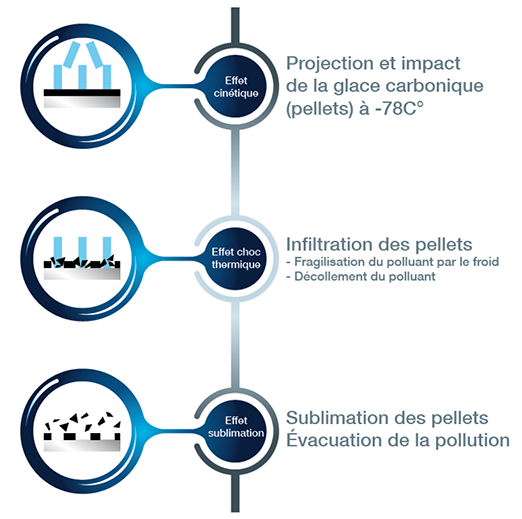 Effet
cinétique
Projection et impact
de la glace carbonique
(pellets) à -78C°
Effet choc
thermique
Infiltration des pellets
- Fragilisation du polluant par le froid
- Décollement du polluant
Effet
sublimation
Sublimation des pellets
Évacuation de la pollution